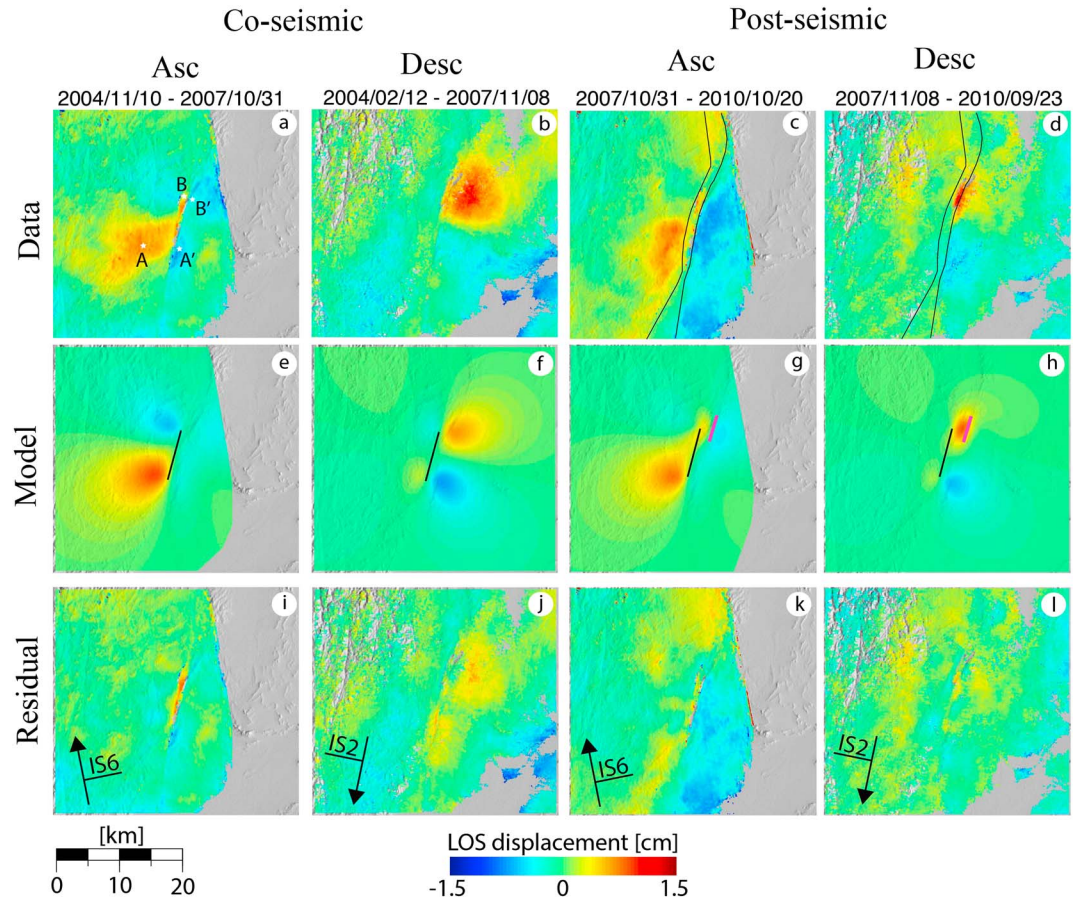 Co-seismic Post-seismic
Asc Desc Asc Desc
2004/11/10 - 2007/10/31 2004/02/12 - 2007/11/08 2007/10/31 - 2010/10/20 2007/11/08 - 2010/09/23
Data
a b c d
B
B'
A A'
Model
e f g h
Residual
i j k l
IS6 IS2 IS6 IS2
[km]
0 10 20
LOS displacement [cm]
-1.5 0 1.5